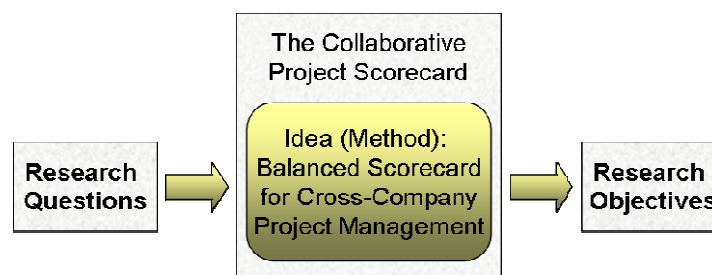 The Collaborative
Project Scorecard
Idea (Method):
Balanced Scorecard
for Cross-Company
Project Management
Research
Questions
Research
Objectives